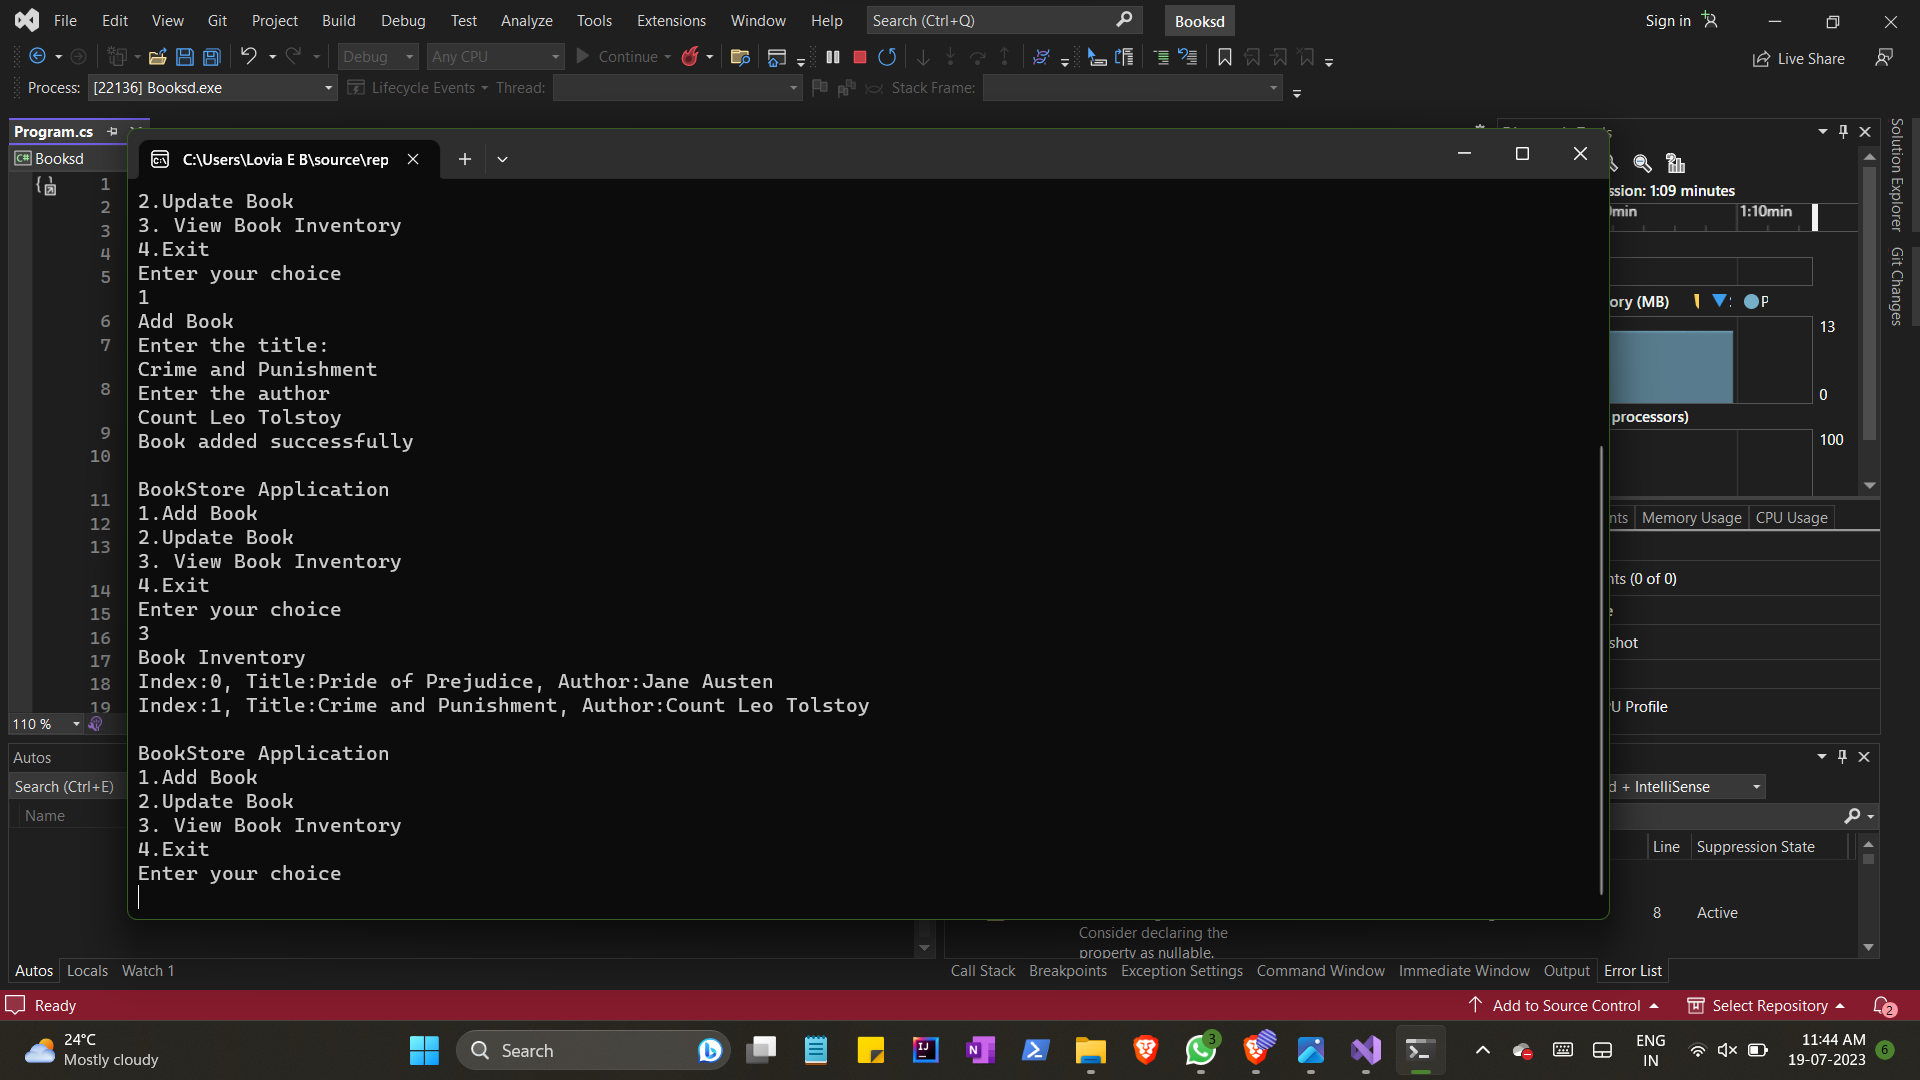 File Edit View Git Project Build Debug Test Analyze Tools Extensions Window Help Search (Ctrl+Q) Booksd Sign in
Debug Any CPU Continue Live Share
Process: [22136] Booksd.exe Lifecycle Events Thread: Stack Frame:
Program.cs
Booksd
1
2
3
4
5
6
7
8
9
10
11
12
13
14
15
16
17
18
19
110 %
C:\Users\Lovia E B\source\rep
2.Update Book
3. View Book Inventory
4.Exit
Enter your choice
1
Add Book
Enter the title:
Crime and Punishment
Enter the author
Count Leo Tolstoy
Book added successfully
BookStore Application
1.Add Book
2.Update Book
3. View Book Inventory
4.Exit
Enter your choice
3
Book Inventory
Index:0, Title:Pride of Prejudice, Author:Jane Austen
Index:1, Title:Crime and Punishment, Author:Count Leo Tolstoy
BookStore Application
1.Add Book
2.Update Book
3. View Book Inventory
4.Exit
Enter your choice
ssion: 1:09 minutes
0min 1:10min
ory (MB) P
13
0
processors)
100
nts Memory Usage CPU Usage
nts (0 of 0)
e
shot
U Profile
Solution Explorer
Git Changes
Autos
Search (Ctrl+E)
Name
Autos Locals Watch 1
d + IntelliSense
Line Suppression State
8 Active
Consider declaring the
property as nullable.
Call Stack Breakpoints Exception Settings Command Window Immediate Window Output Error List
Ready Add to Source Control Select Repository 2
24°C
Mostly cloudy
Search
3
ENG
IN
11:44 AM
19-07-2023
6